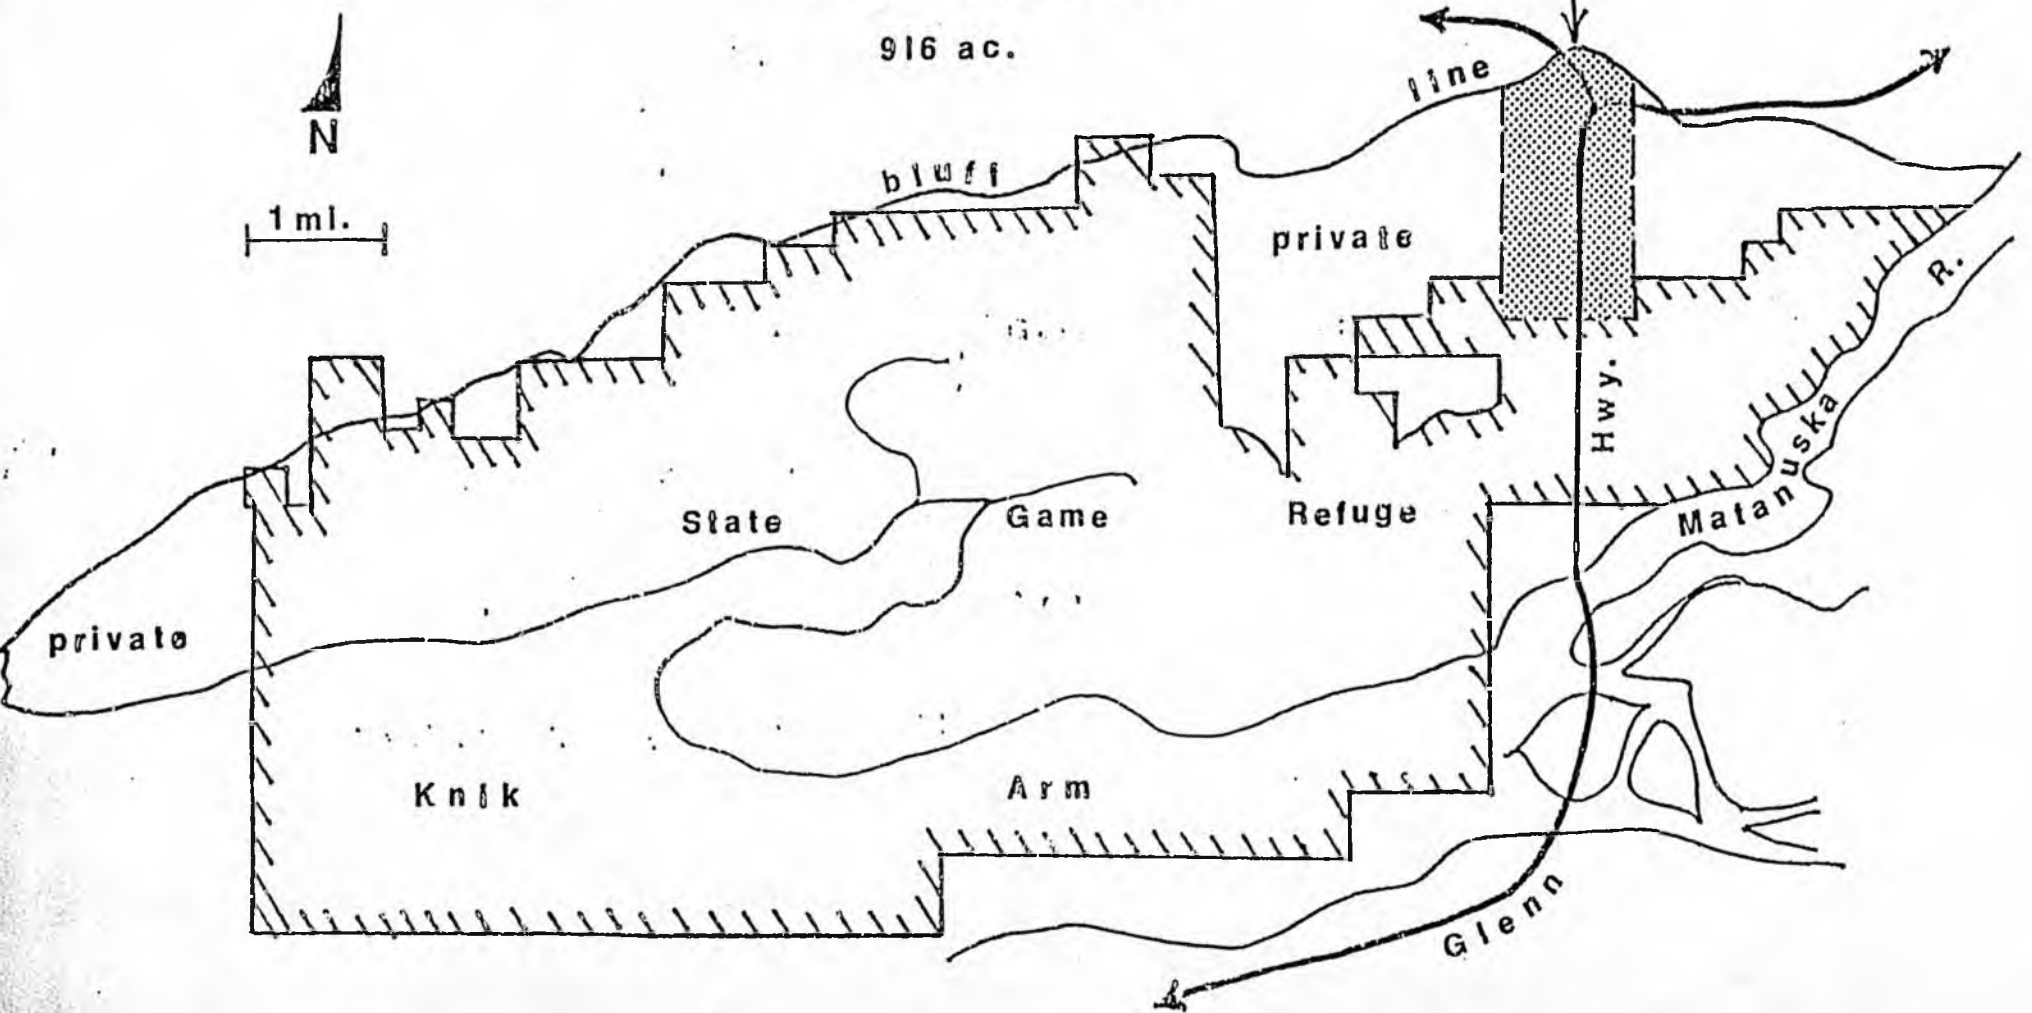 916 ac.
line
N
bluff
1 mi.
private
R.
Hwy.
Matanuska
State Game Refuge
private
Knik Arm
Glenn